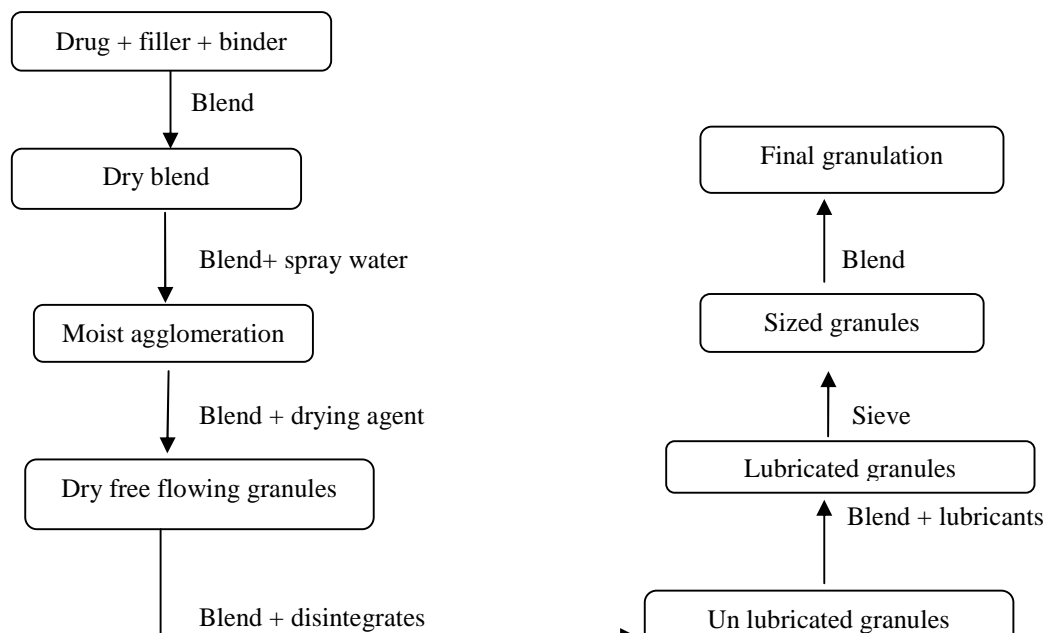 Drug + filler + binder
Blend
Dry blend
Blend+ spray water
Moist agglomeration
Blend + drying agent
Dry free flowing granules
Blend + disintegrates
Un lubricated granules
Blend + lubricants
Lubricated granules
Sieve
Sized granules
Blend
Final granulation